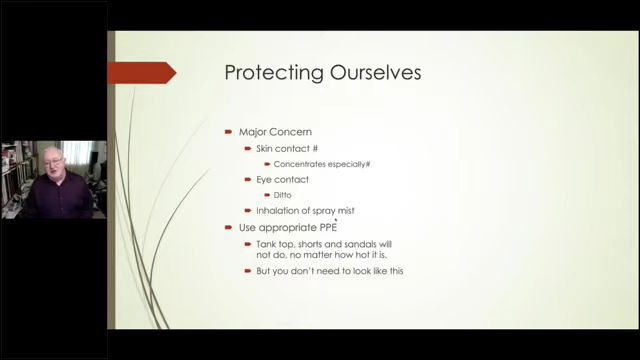 Protecting Ourselves
Major Concern
Skin contact #
Concentrates especially#
Eye contact
Ditto
Inhalation of spray mist
Use appropriate PPE
Tank top, shorts and sandals will
not do, no matter how hot it is.
But you don't need to look like this